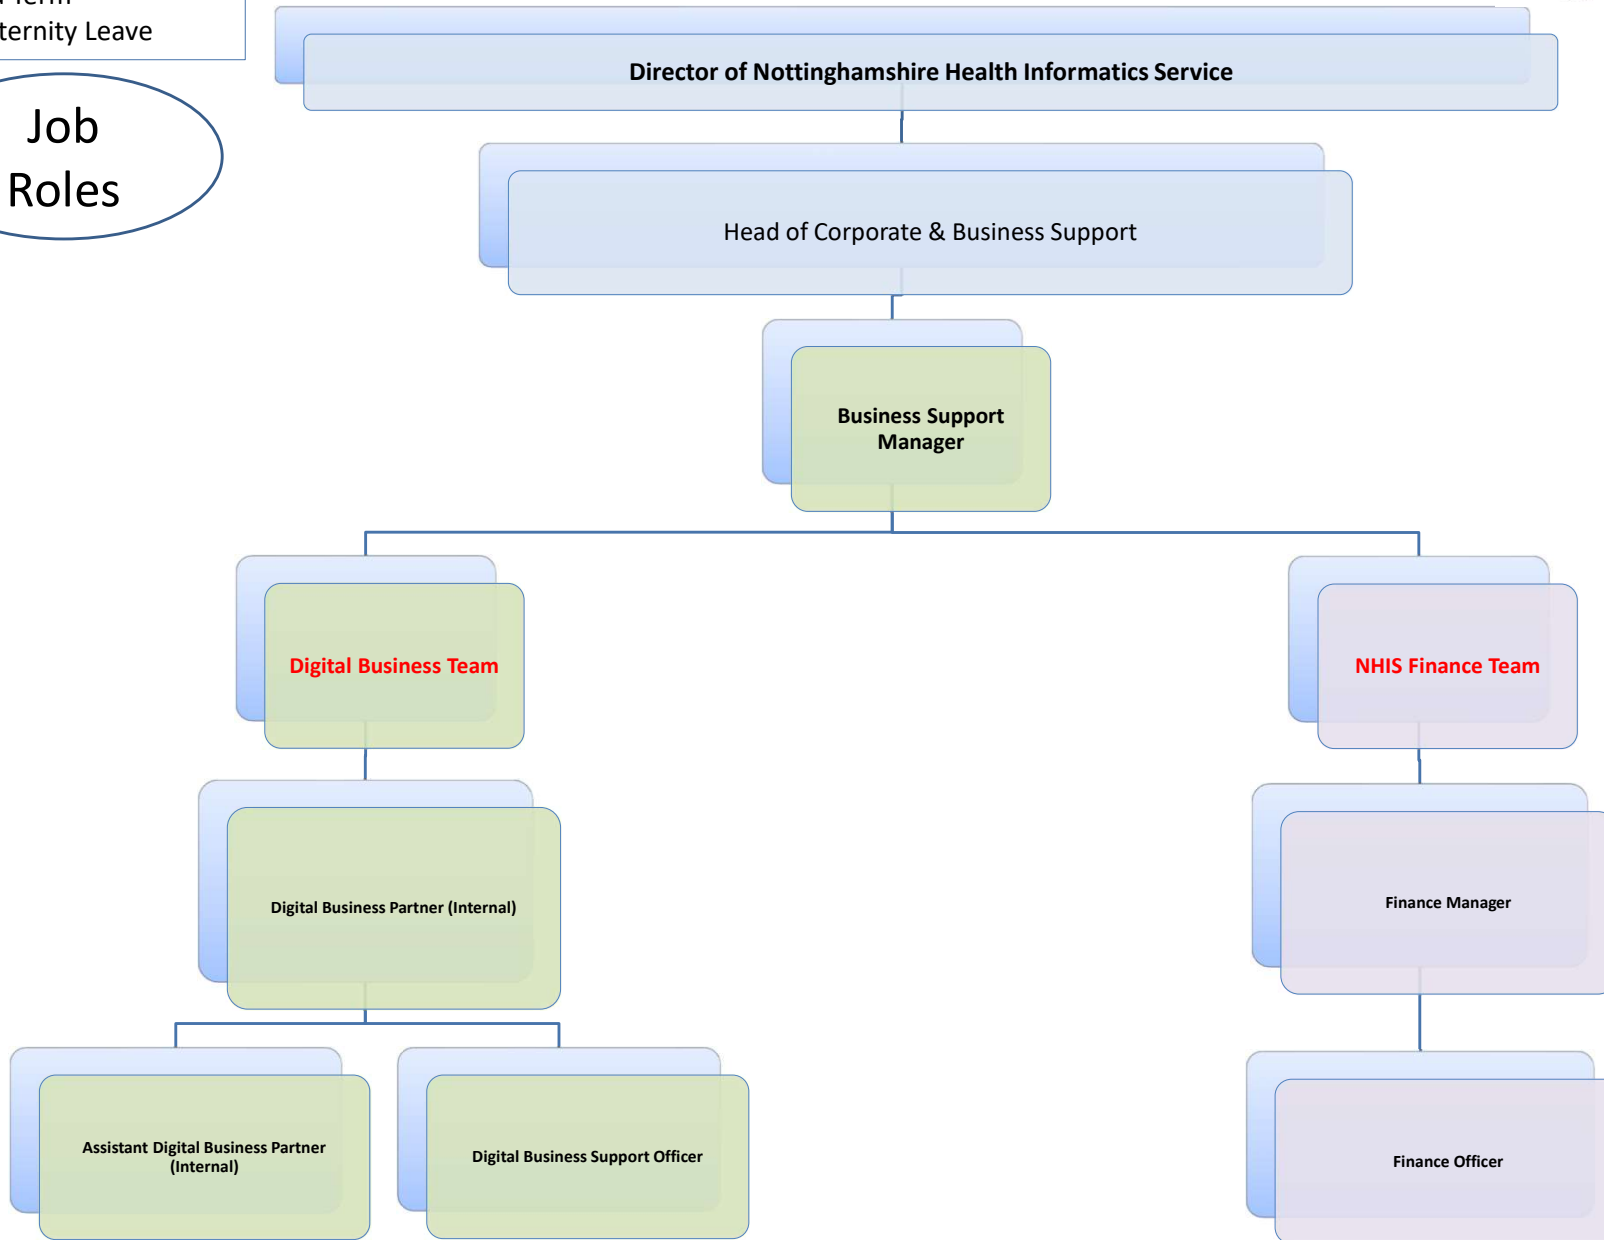 Term
Leave
Job
Roles
Director of Nottinghamshire Health Informatics Service
Head of Corporate & Business Support
Business Support
Manager
Digital Business Team
NHIS Finance Team
Digital Business Partner (Internal)
Finance Manager
Assistant Digital Business Partner
(Internal)
Digital Business Support Officer
Finance Officer